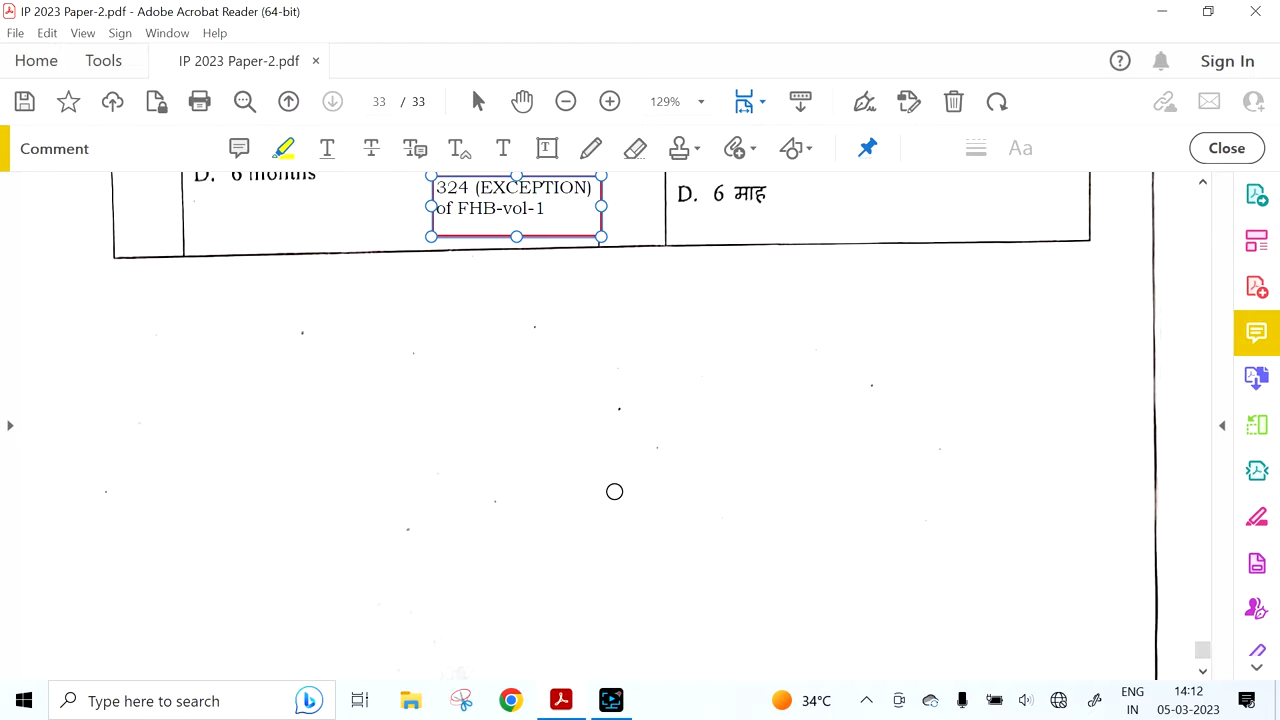 IP 2023 Paper-2.pdf - Adobe Acrobat Reader (64-bit)
File Edit View Sign Window Help
Home Tools IP 2023 Paper-2.pdf × Sign In
33 / 33 129%
Comment Aa Close
D. 6 months
324 (EXCEPTION)
of FHB-vol-1
D. 6 माह
Type here to search
34°C
ENG
IN
14:12
05-03-2023